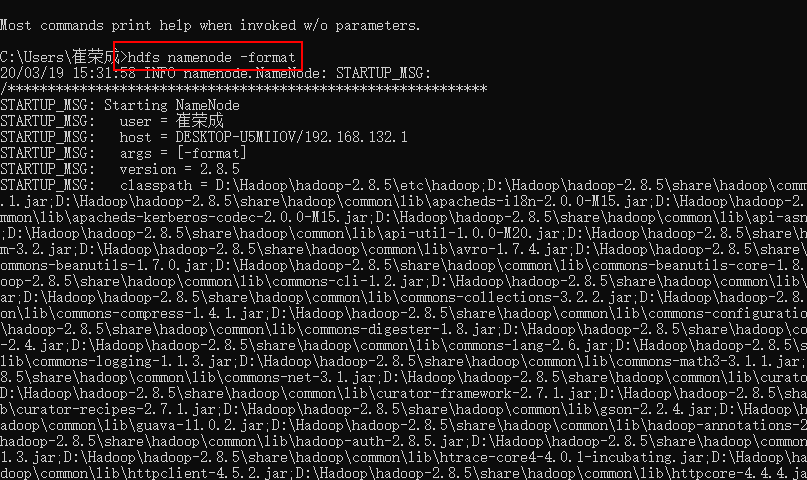 Most commands print help when invoked w/o parameters.
C:\Users\崔荣成>hdfs namenode -format
20/03/19 15:31:58 INFO namenode.NameNode: STARTUP_MSG:
/************************************************************
STARTUP_MSG: Starting NameNode
STARTUP_MSG:   user = 崔荣成
STARTUP_MSG:   host = DESKTOP-U5MIIOV/192.168.132.1
STARTUP_MSG:   args = [-format]
STARTUP_MSG:   version = 2.8.5
STARTUP_MSG:   classpath = D:\Hadoop\hadoop-2.8.5\etc\hadoop;D:\Hadoop\hadoop-2.8.5\share\hadoop\comm
.1.jar;D:\Hadoop\hadoop-2.8.5\share\hadoop\common\lib\apacheds-i18n-2.0.0-M15.jar;D:\Hadoop\hadoop-2.
mmon\lib\apacheds-kerberos-codec-2.0.0-M15.jar;D:\Hadoop\hadoop-2.8.5\share\hadoop\common\lib\api-asn
;D:\Hadoop\hadoop-2.8.5\share\hadoop\common\lib\api-util-1.0.0-M20.jar;D:\Hadoop\hadoop-2.8.5\share\h
m-3.2.jar;D:\Hadoop\hadoop-2.8.5\share\hadoop\common\lib\avro-1.7.4.jar;D:\Hadoop\hadoop-2.8.5\share\
ommons-beanutils-1.7.0.jar;D:\Hadoop\hadoop-2.8.5\share\hadoop\common\lib\commons-beanutils-core-1.8.
oop-2.8.5\share\hadoop\common\lib\commons-cli-1.2.jar;D:\Hadoop\hadoop-2.8.5\share\hadoop\common\lib\
ar;D:\Hadoop\hadoop-2.8.5\share\hadoop\common\lib\commons-collections-3.2.2.jar;D:\Hadoop\hadoop-2.8.
on\lib\commons-compress-1.4.1.jar;D:\Hadoop\hadoop-2.8.5\share\hadoop\common\lib\commons-configuratio
\hadoop-2.8.5\share\hadoop\common\lib\commons-digester-1.8.jar;D:\Hadoop\hadoop-2.8.5\share\hadoop\co
-2.4.jar;D:\Hadoop\hadoop-2.8.5\share\hadoop\common\lib\commons-lang-2.6.jar;D:\Hadoop\hadoop-2.8.5\s
lib\commons-logging-1.1.3.jar;D:\Hadoop\hadoop-2.8.5\share\hadoop\common\lib\commons-math3-3.1.1.jar;
8.5\share\hadoop\common\lib\commons-net-3.1.jar;D:\Hadoop\hadoop-2.8.5\share\hadoop\common\lib\curato
D:\Hadoop\hadoop-2.8.5\share\hadoop\common\lib\curator-framework-2.7.1.jar;D:\Hadoop\hadoop-2.8.5\sha
b\curator-recipes-2.7.1.jar;D:\Hadoop\hadoop-2.8.5\share\hadoop\common\lib\gson-2.2.4.jar;D:\Hadoop\h
adoop\common\lib\guava-11.0.2.jar;D:\Hadoop\hadoop-2.8.5\share\hadoop\common\lib\hadoop-annotations-2
hadoop-2.8.5\share\hadoop\common\lib\hadoop-auth-2.8.5.jar;D:\Hadoop\hadoop-2.8.5\share\hadoop\common
1.3.jar;D:\Hadoop\hadoop-2.8.5\share\hadoop\common\lib\htrace-core4-4.0.1-incubating.jar;D:\Hadoop\ha
adoop\common\lib\httpclient-4.5.2.jar;D:\Hadoop\hadoop-2.8.5\share\hadoop\common\lib\httpcore-4.4.4.ja